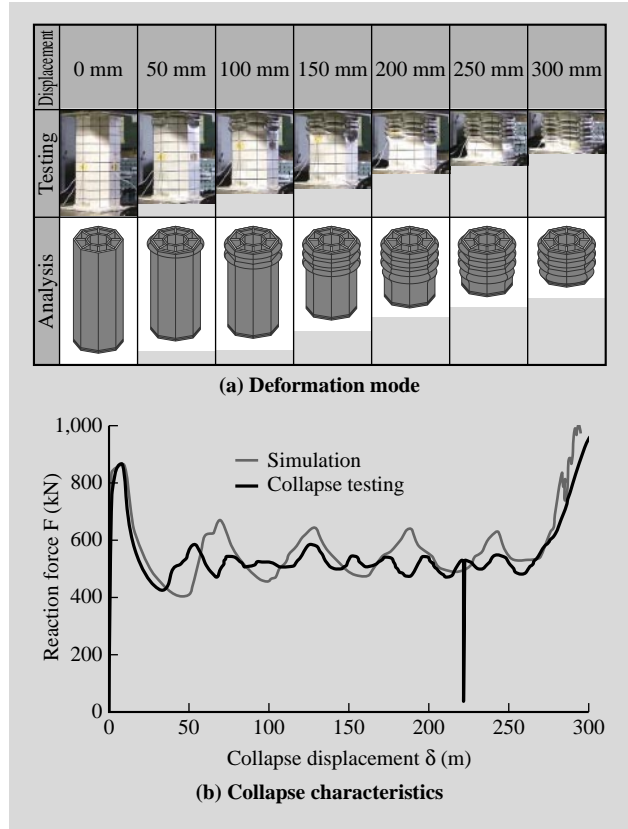 Displacement
0 mm 50 mm 100 mm 150 mm 200 mm 250 mm 300 mm
Testing
Analysis
(a) Deformation mode
1,000
800
600
400
200
0
Reaction force F (kN)
Simulation
Collapse testing
0 50 100 150 200 250 300
Collapse displacement δ (m)
(b) Collapse characteristics